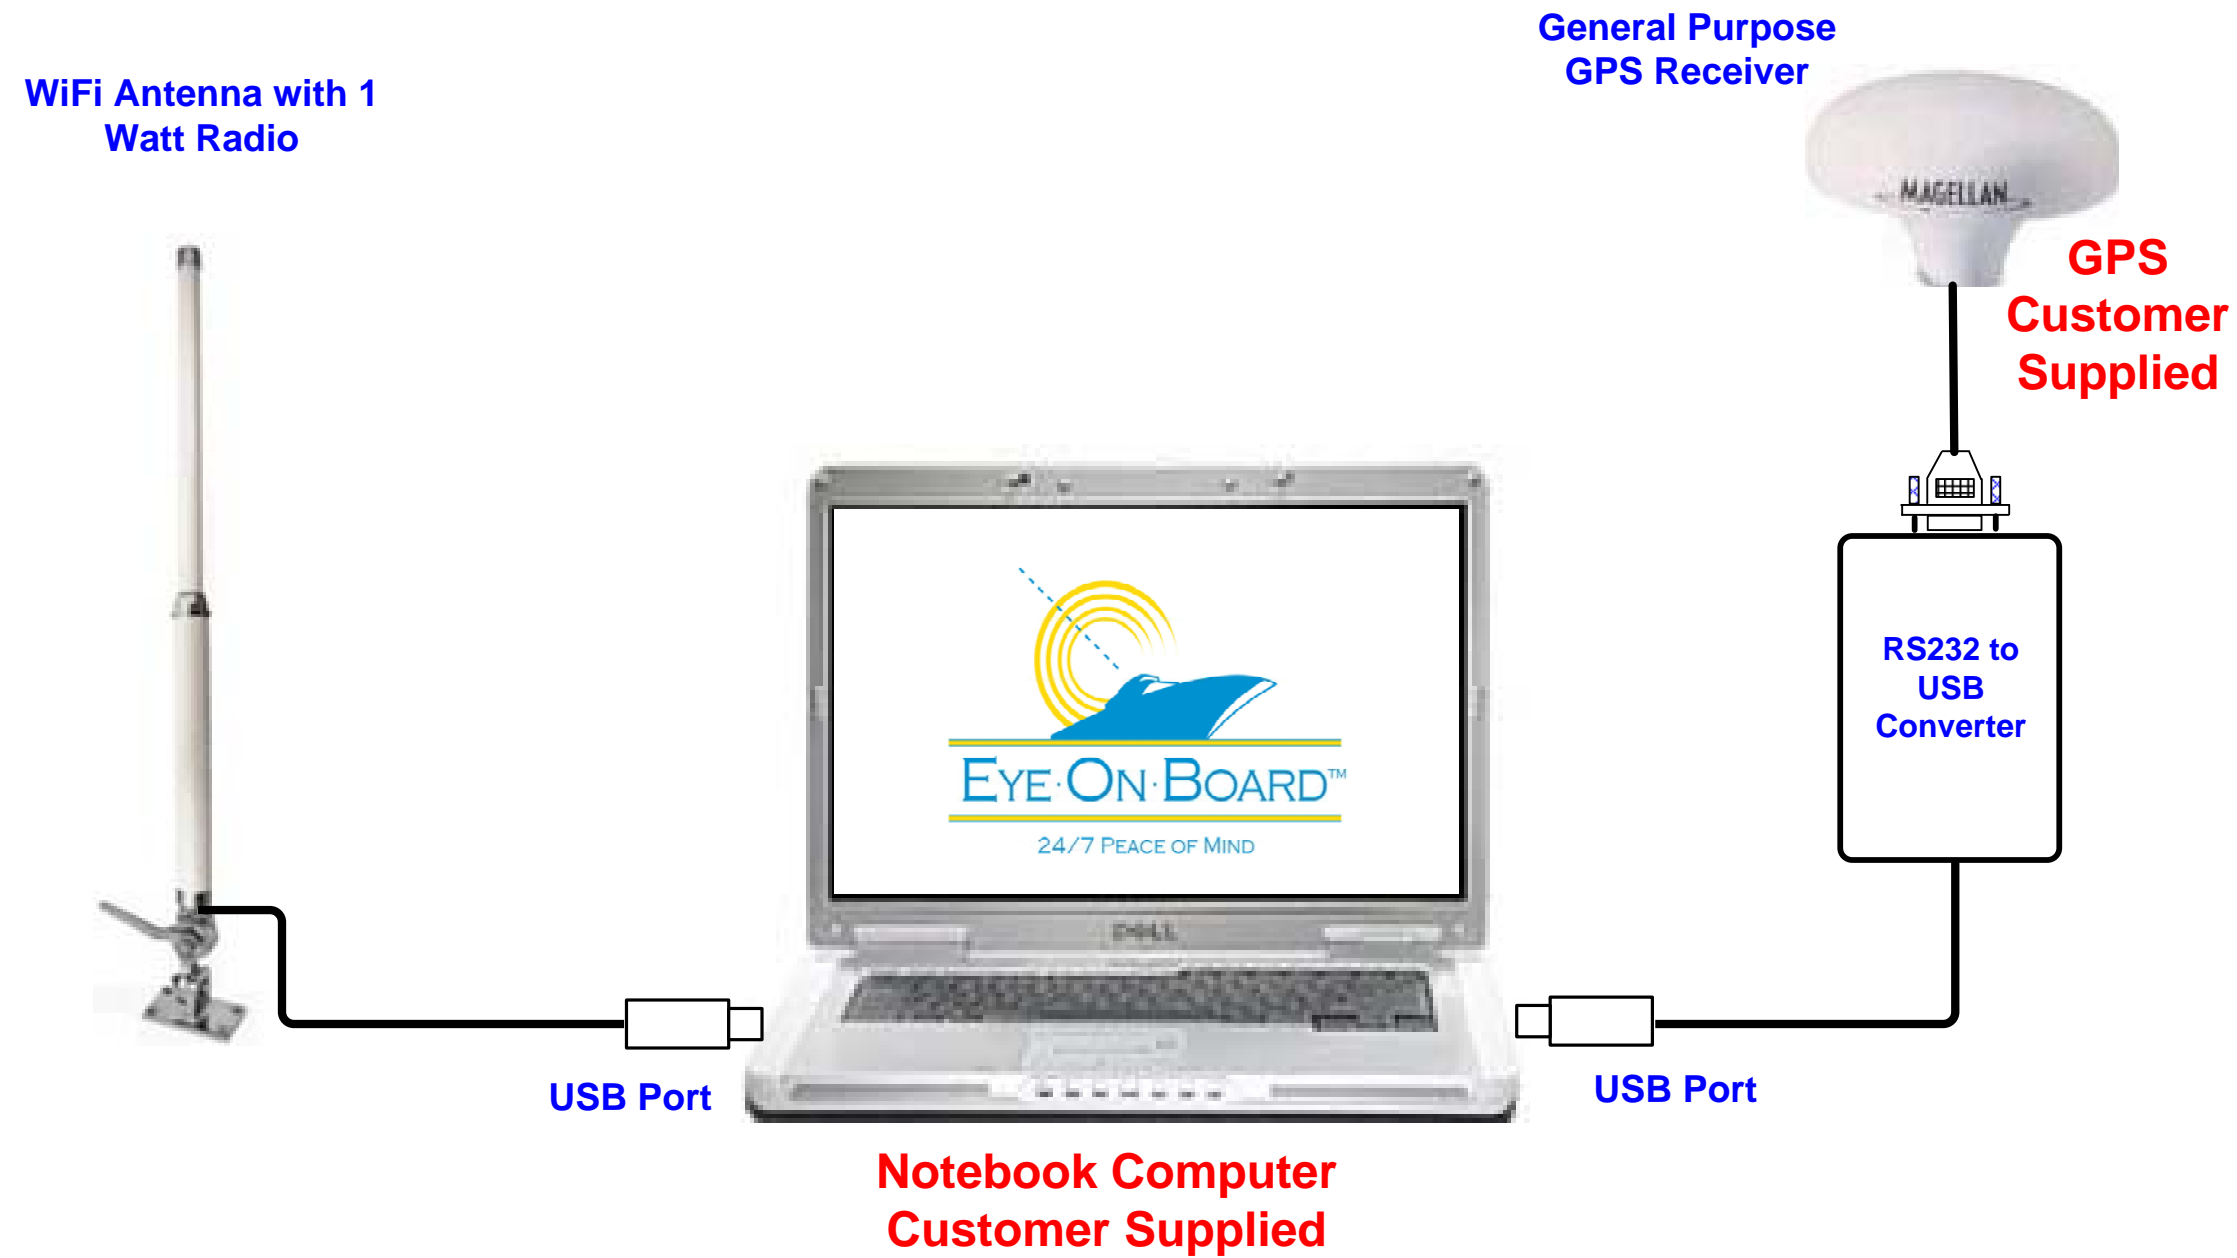 General Purpose
GPS Receiver
WiFi Antenna with 1
Watt Radio
MAGELLAN
GPS
Customer
Supplied
RS232 to
USB
Converter
EYE·ON·BOARD™
24/7 PEACE OF MIND
DELL
USB Port
USB Port
Notebook Computer
Customer Supplied